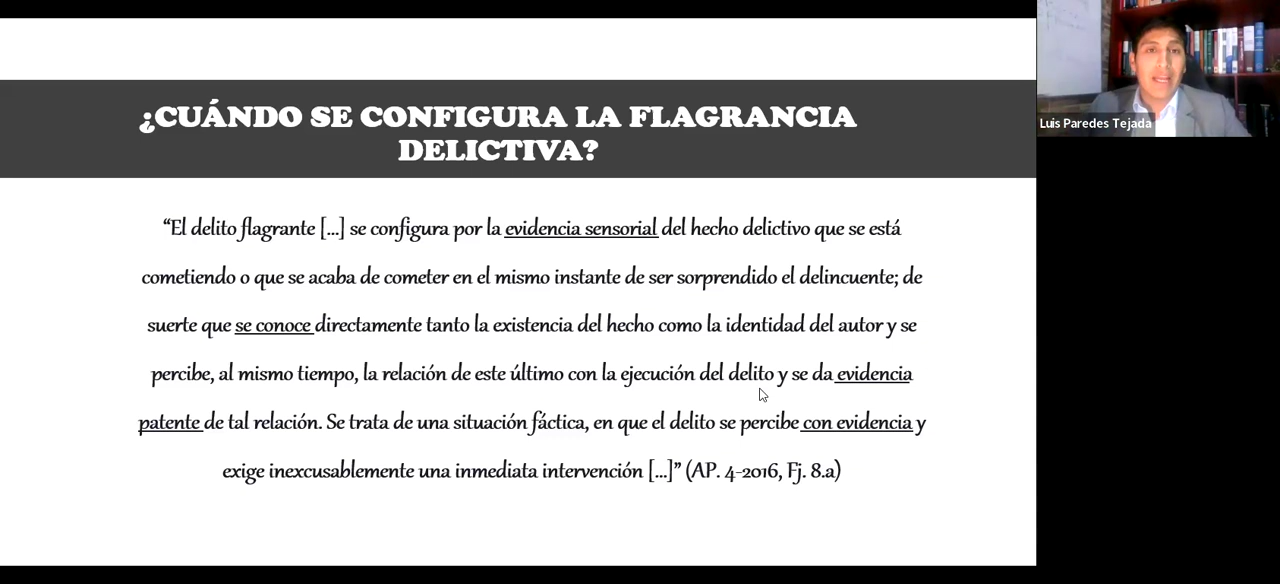 ¿CUÁNDO SE CONFIGURA LA FLAGRANCIA
DELICTIVA?
“El delito flagrante [...] se configura por la evidencia sensorial del hecho delictivo que se está
cometiendo o que se acaba de cometer en el mismo instante de ser sorprendido el delincuente; de
suerte que se conoce directamente tanto la existencia del hecho como la identidad del autor y se
percibe, al mismo tiempo, la relación de este último con la ejecución del delito y se da evidencia
patente de tal relación. Se trata de una situación fáctica, en que el delito se percibe con evidencia y
exige inexcusablemente una inmediata intervención [...]” (AP. 4-2016, Fj. 8.a)
Luis Paredes Tejada